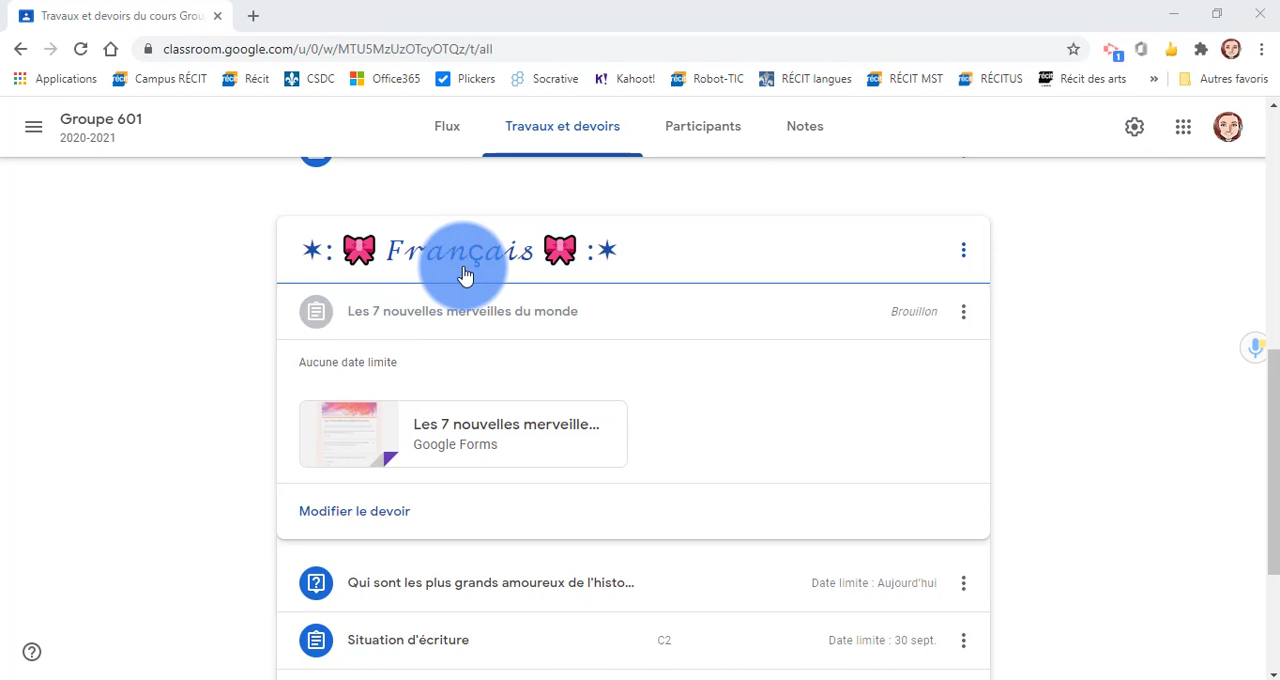 Travaux et devoirs du cours Grou
classroom.google.com/u/0/w/MTU5MzUzOTcyOTQz/t/all
1
Applications Campus RÉCIT Récit CSDC Office365 Plickers Socrative K! Kahoot! Robot-TIC RÉCIT langues RÉCIT MST RÉCITUS Récit des arts » Autres favoris
Groupe 601
2020-2021
Flux Travaux et devoirs Participants Notes
✶: 🎀 𝐹𝓇𝒶𝓃ç𝒶𝒾𝓈 🎀 :✶
Les 7 nouvelles merveilles du monde Brouillon
Aucune date limite
Les 7 nouvelles merveille...
Google Forms
Modifier le devoir
Qui sont les plus grands amoureux de l'histo... Date limite : Aujourd'hui
Situation d'écriture C2 Date limite : 30 sept.